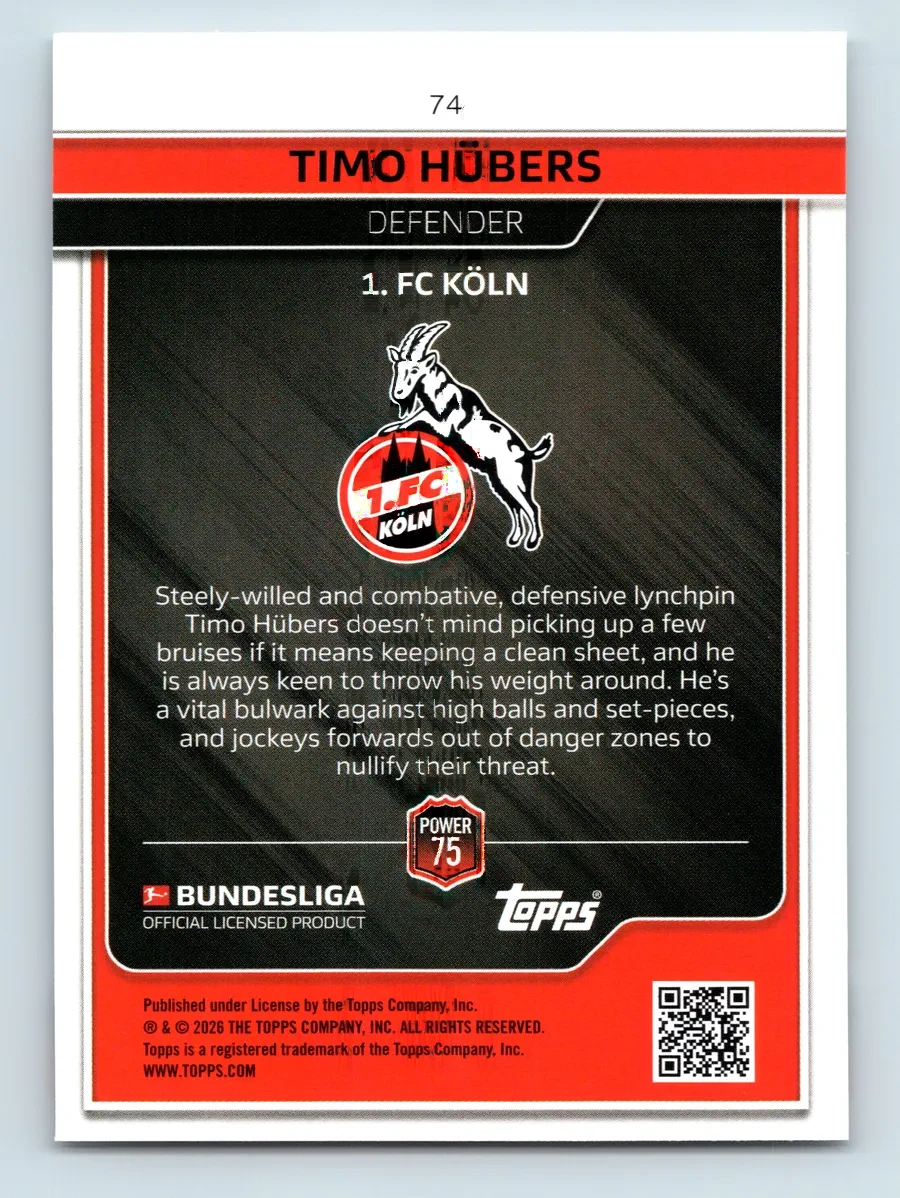 74
TIMO HÜBERS
DEFENDER
1. FC KÖLN
1.FC
KÖLN
Steely-willed and combative, defensive lynchpin
Timo Hübers doesn't mind picking up a few
bruises if it means keeping a clean sheet, and he
is always keen to throw his weight around. He's
a vital bulwark against high balls and set-pieces,
and jockeys forwards out of danger zones to
nullify their threat.
POWER
75
BUNDESLIGA
OFFICIAL LICENSED PRODUCT
topps®
Published under License by the Topps Company, Inc.
® & © 2026 THE TOPPS COMPANY, INC. ALL RIGHTS RESERVED.
Topps is a registered trademark of the Topps Company, Inc.
WWW.TOPPS.COM